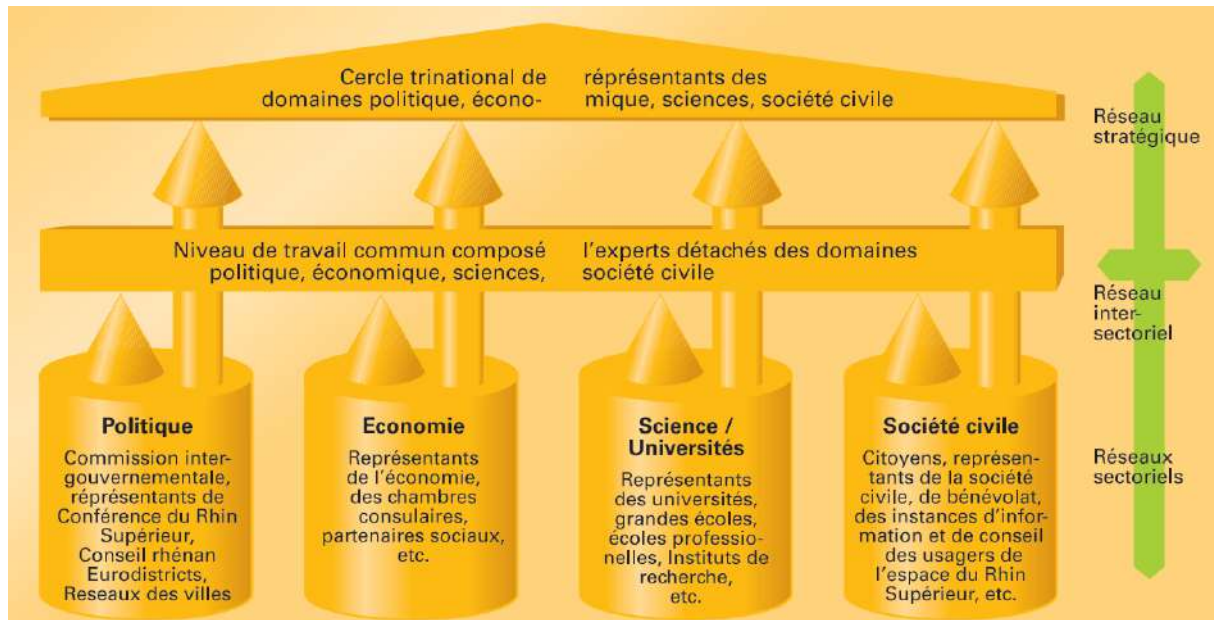 Cercle trinational de réprésentants des
domaines politique, écono- mique, sciences, société civile
Réseau
stratégique
Niveau de travail commun composé l'experts détachés des domaines
politique, économique, sciences, société civile
Réseau
inter-
sectoriel
Politique
Commission inter-
gouvernementale,
réprésentants de
Conférence du Rhin
Supérieur,
Conseil rhénan
Eurodistricts,
Reseaux des villes
Economie
Représentants
de l'économie,
des chambres
consulaires,
partenaires sociaux,
etc.
Science /
Universités
Représentants
des universités,
grandes écoles,
écoles professio-
nelles, Instituts de
recherche,
etc.
Société civile
Citoyens, représen-
tants de la société
civile, de bénévolat,
des instances d'infor-
mation et de conseil
des usagers de
l'espace du Rhin
Supérieur, etc.
Réseaux
sectoriels